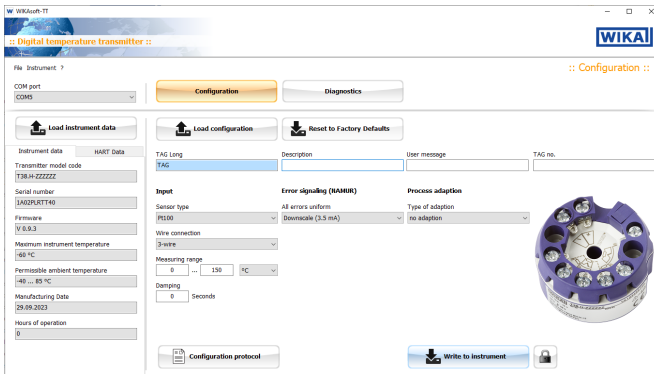 WIKAsoft-TT
:: Digital temperature transmitter ::
WIKA
File Instrument ?
:: Configuration ::
COM port
COM5
Configuration
Diagnostics
Load instrument data
Load configuration
Reset to Factory Defaults
Instrument data
HART Data
TAG Long
Description
User message
TAG no.
TAG
Transmitter model code
T38.H-ZZZZZZ
Serial number
1A02PLRTT40
Firmware
V 0.9.3
Maximum instrument temperature
-60 °C
Permissible ambient temperature
-40 ... 85 °C
Manufacturing Date
29.09.2023
Hours of operation
0
Input
Error signaling (NAMUR)
Process adaption
Sensor type
All errors uniform
Type of adaption
Pt100
Downscale (3.5 mA)
no adaption
Wire connection
3-wire
Measuring range
0 ... 150 °C
Damping
0 Seconds
Configuration protocol
Write to instrument